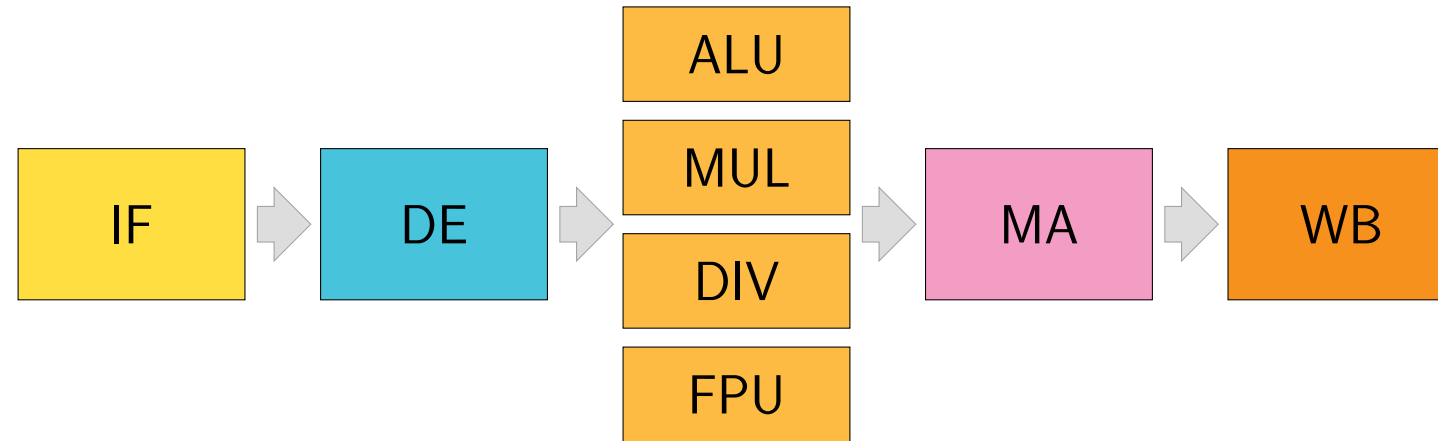 IF
DE
ALU
MUL
DIV
FPU
MA
WB